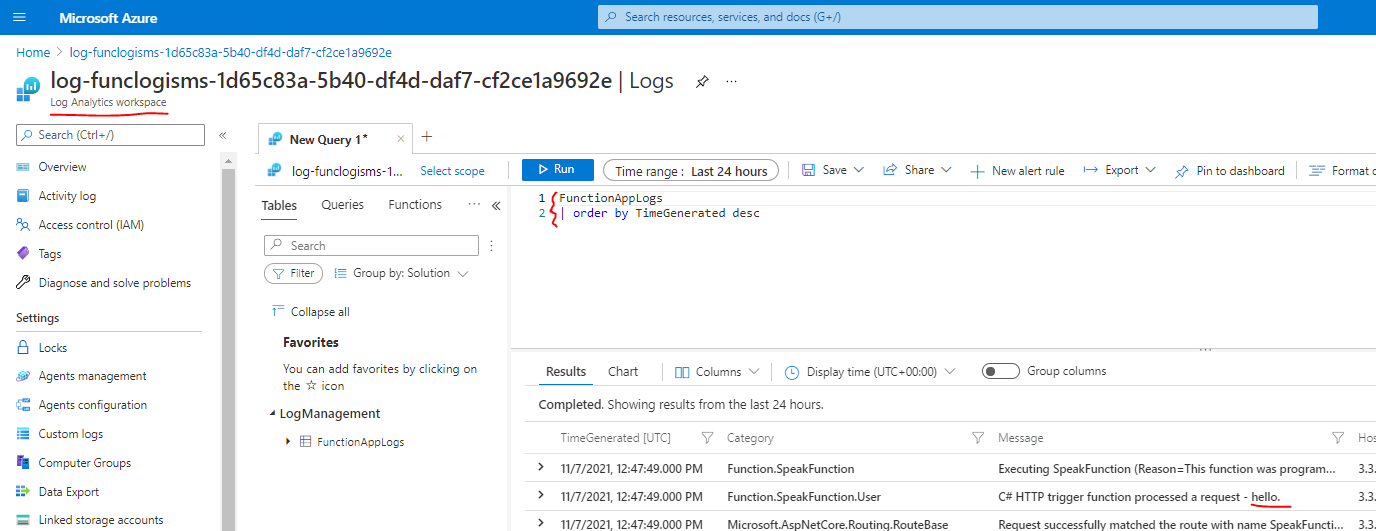 Microsoft Azure
Search resources, services, and docs (G+/)
Home > log-funclogisms-1d65c83a-5b40-df4d-daf7-cf2ce1a9692e
log-funclogisms-1d65c83a-5b40-df4d-daf7-cf2ce1a9692e | Logs ...
Log Analytics workspace
Search (Ctrl+/) «
Overview
Activity log
Access control (IAM)
Tags
Diagnose and solve problems
Settings
Locks
Agents management
Agents configuration
Custom logs
Computer Groups
Data Export
Linked storage accounts
New Query 1* × +
log-funclogisms-1... Select scope
Run Time range : Last 24 hours Save Share New alert rule Export Pin to dashboard Format c
Tables Queries Functions ... «
Search
Filter Group by: Solution
Collapse all
Favorites
You can add favorites by clicking on
the ☆ icon
LogManagement
FunctionAppLogs
1 FunctionAppLogs
2 | order by TimeGenerated desc
...
Results Chart Columns Display time (UTC+00:00) Group columns
Completed. Showing results from the last 24 hours.
TimeGenerated [UTC] Category Message Hos
11/7/2021, 12:47:49.000 PM Function.SpeakFunction Executing SpeakFunction (Reason=This function was program... 3.3.
11/7/2021, 12:47:49.000 PM Function.SpeakFunction.User C# HTTP trigger function processed a request - hello. 3.3.
11/7/2021, 12:47:49.000 PM Microsoft.AspNetCore.Routing.RouteBase Request successfully matched the route with name SpeakFuncti... 3.3.